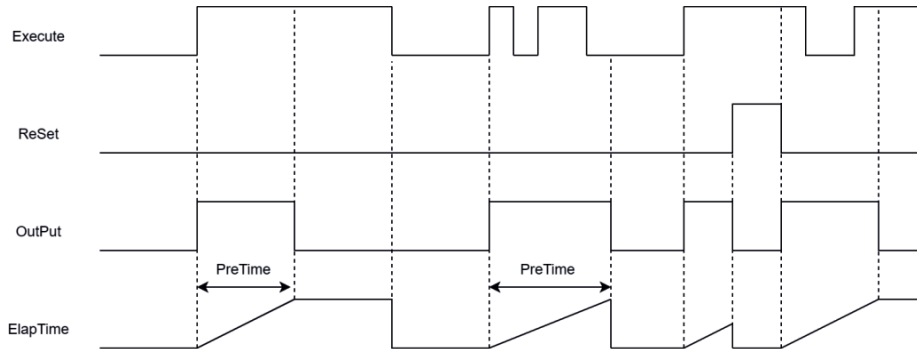 Execute
ReSet
OutPut
PreTime
PreTime
ElapTime